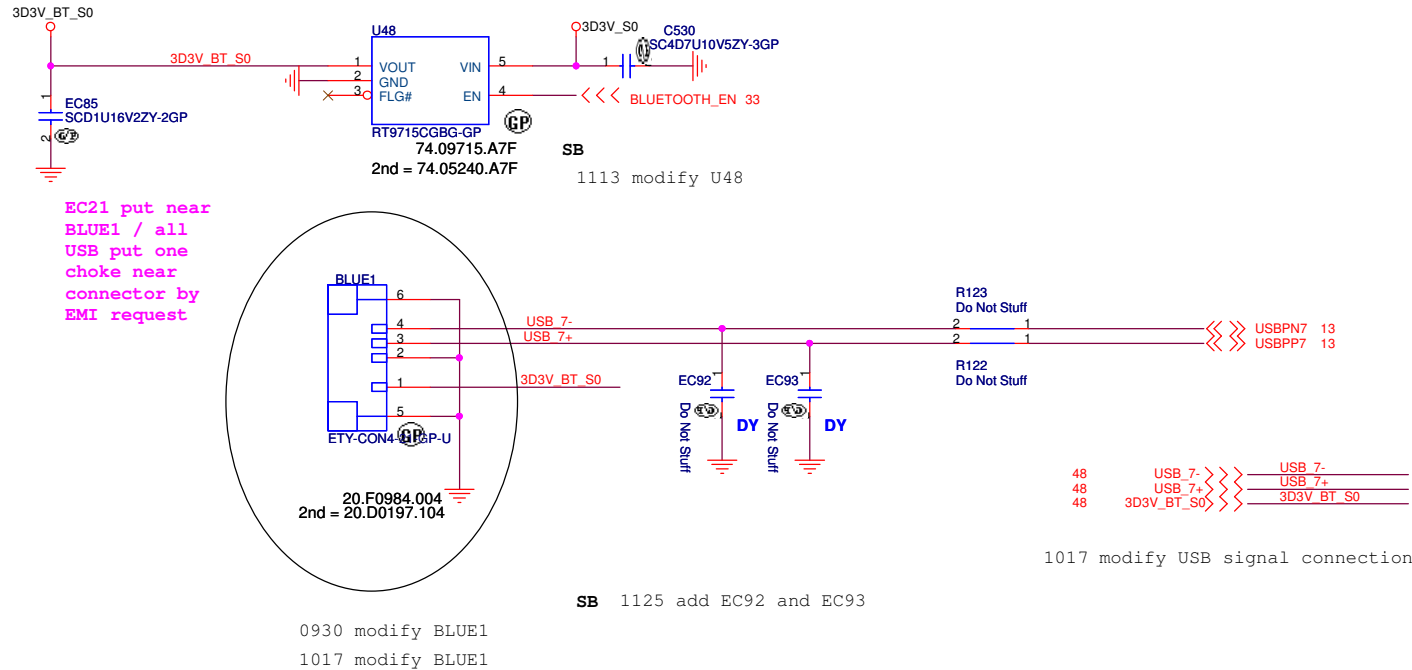 3D3V_BT_S0
3D3V_BT_S0
1
EC85
SCD1U16V2ZY-2GP
2
U48
1 VOUT VIN 5
2 GND
3 FLG# EN 4
RT9715CGBG-GP
GP
74.09715.A7F
2nd = 74.05240.A7F
3D3V_S0
C530
SC4D7U10V5ZY-3GP
1
BLUETOOTH_EN 33
SB
1113 modify U48
EC21 put near
BLUE1 / all
USB put one
choke near
connector by
EMI request
BLUE1
6
4
3
2
1
5
USB_7-
USB_7+
3D3V_BT_S0
GP
20.F0984.004
2nd = 20.D0197.104
EC92
1
Do Not Stuff
DY
EC93
1
Do Not Stuff
DY
R123
Do Not Stuff
2 1
2 1
R122
Do Not Stuff
USBPN7 13
USBPP7 13
48 USB_7- USB_7-
48 USB_7+ USB_7+
48 3D3V_BT_S0 3D3V_BT_S0
1017 modify USB signal connection
SB 1125 add EC92 and EC93
0930 modify BLUE1
1017 modify BLUE1